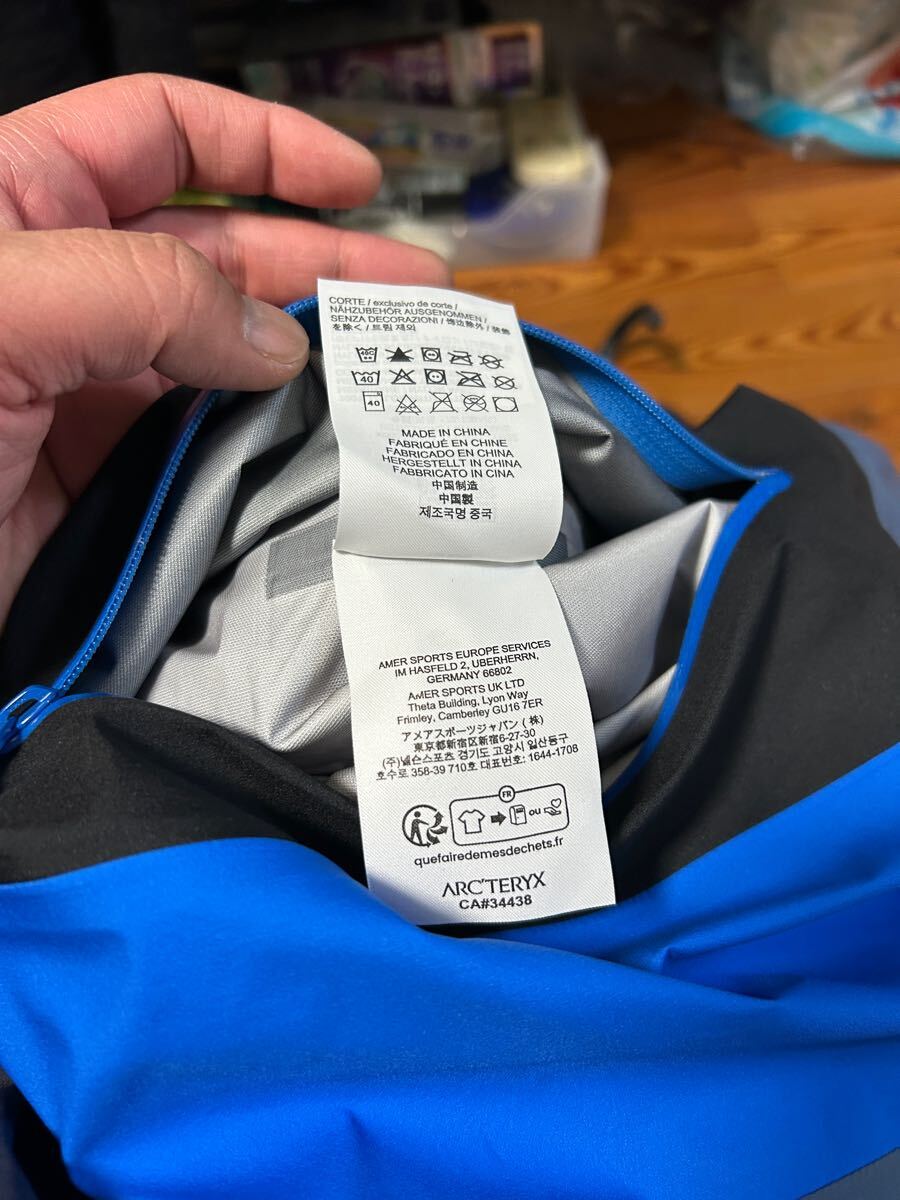 CORTE / exclusivo de corte /
NÄHZUBEHÖR AUSGENOMMEN /
SENZA DECORAZIONI / 饰边除外 / 装飾
を除く / 트림 제외
40
40
MADE IN CHINA
FABRIQUÉ EN CHINE
FABRICADO EN CHINA
HERGESTELLT IN CHINA
FABBRICATO IN CINA
中国制造
中国製
제조국명 중국
AMER SPORTS EUROPE SERVICES
IM HASFELD 2, UBERHERRN,
GERMANY 66802
AMER SPORTS UK LTD
Theta Building, Lyon Way
Frimley, Camberley GU16 7ER
アメアスポーツジャパン (株)
東京都新宿区新宿6-27-30
(주)넬슨스포츠 경기도 고양시 일산동구
호수로 358-39 710호 대표번호: 1644-1708
FR
ou
quefairedemesdechets.fr
ARC'TERYX
CA#34438